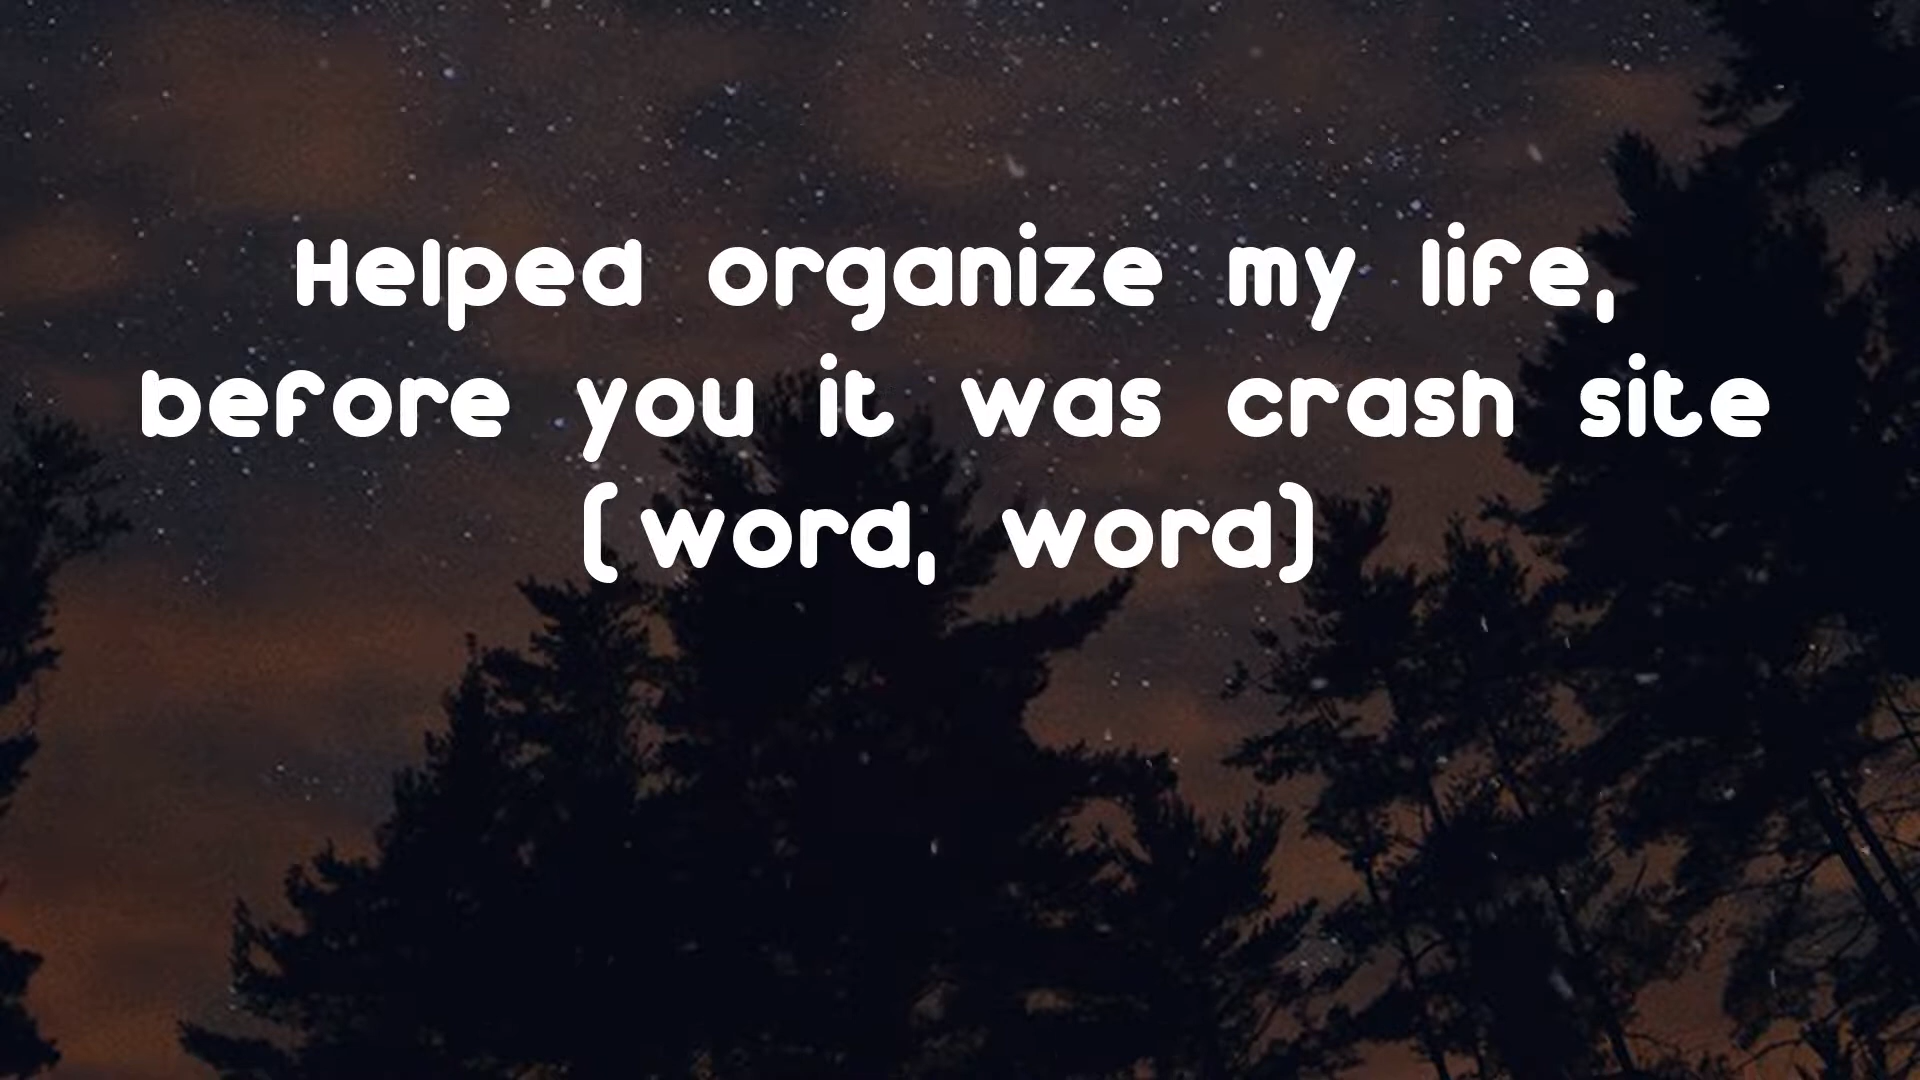 Helped organize my life,
before you it was crash site
(word, word)